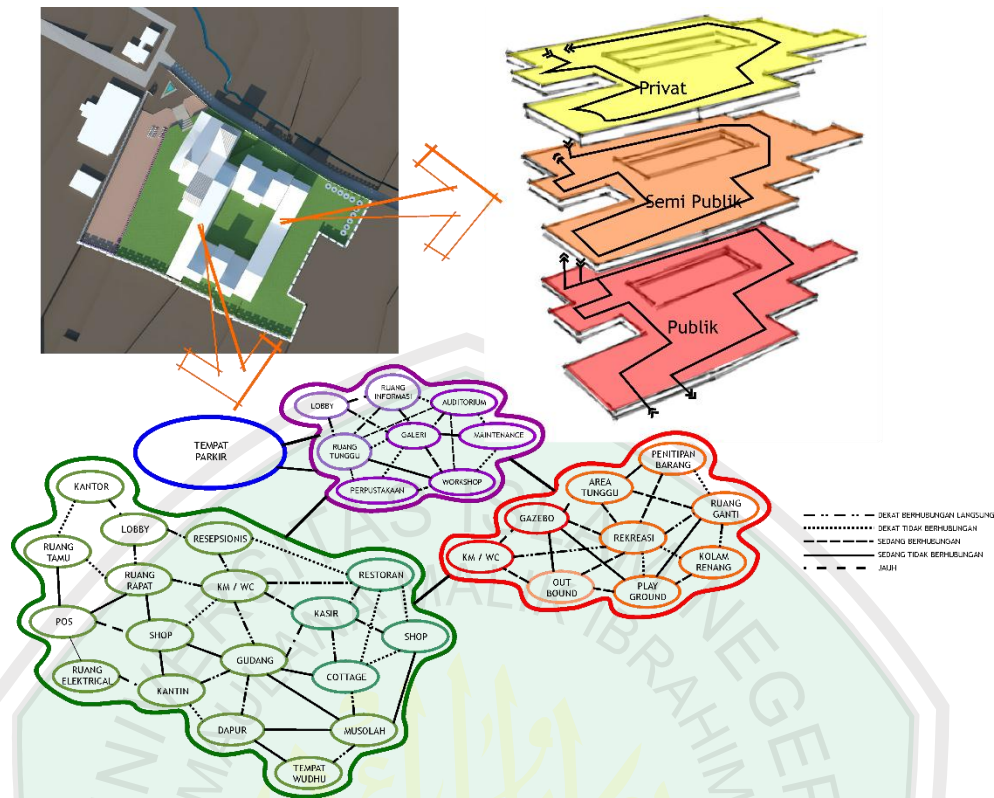 Privat
Semi Publik
Publik
TEMPAT
PARKIR
LOBBY
RUANG
INFORMASI
AUDITORIUM
RUANG
TUNGGU
GALERI
MAINTENANCE
PERPUSTAKAAN
WORKSHOP
PENITIPAN
BARANG
AREA
TUNGGU
RUANG
GANTI
GAZEBO
REKREASI
KM / WC
KOLAM
RENANG
OUT
BOUND
PLAY
GROUND
KANTOR
LOBBY
RESEPSIONIS
RUANG
TAMU
RUANG
RAPAT
KM / WC
RESTORAN
POS
SHOP
KASIR
SHOP
GUDANG
RUANG
ELEKTRICAL
KANTIN
COTTAGE
DAPUR
MUSOLAH
TEMPAT
WUDHU
DEKAT BERHUBUNGAN LANGSUNG
DEKAT TIDAK BERHUBUNGAN
SEDANG BERHUBUNGAN
SEDANG TIDAK BERHUBUNGAN
JAUH
MALIK IBRAHIM